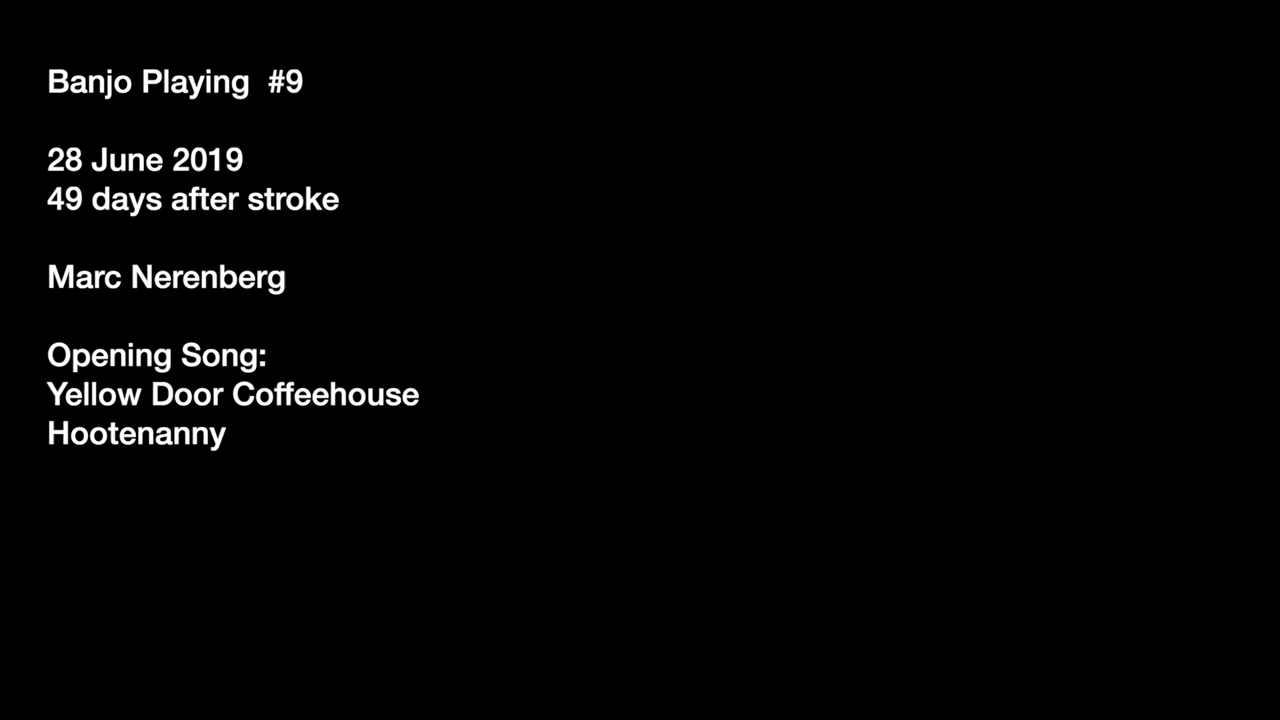 Banjo Playing  #9
28 June 2019
49 days after stroke
Marc Nerenberg
Opening Song:
Yellow Door Coffeehouse
Hootenanny